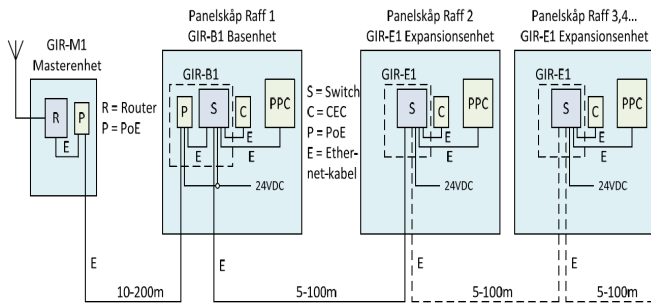 GIR-M1
Masterenhet
R
P
E
R = Router
P = PoE
E
10-200m
Panelskåp Raff 1
GIR-B1 Basenhet
GIR-B1
P
S
C
PPC
E
E
E
24VDC
E
5-100m
S = Switch
C = CEC
P = PoE
E = Ether-
net-kabel
Panelskåp Raff 2
GIR-E1 Expansionsenhet
GIR-E1
S
C
PPC
E
E
24VDC
E
5-100m
Panelskåp Raff 3,4...
GIR-E1 Expansionsenhet
GIR-E1
S
C
PPC
E
E
24VDC
E
5-100m